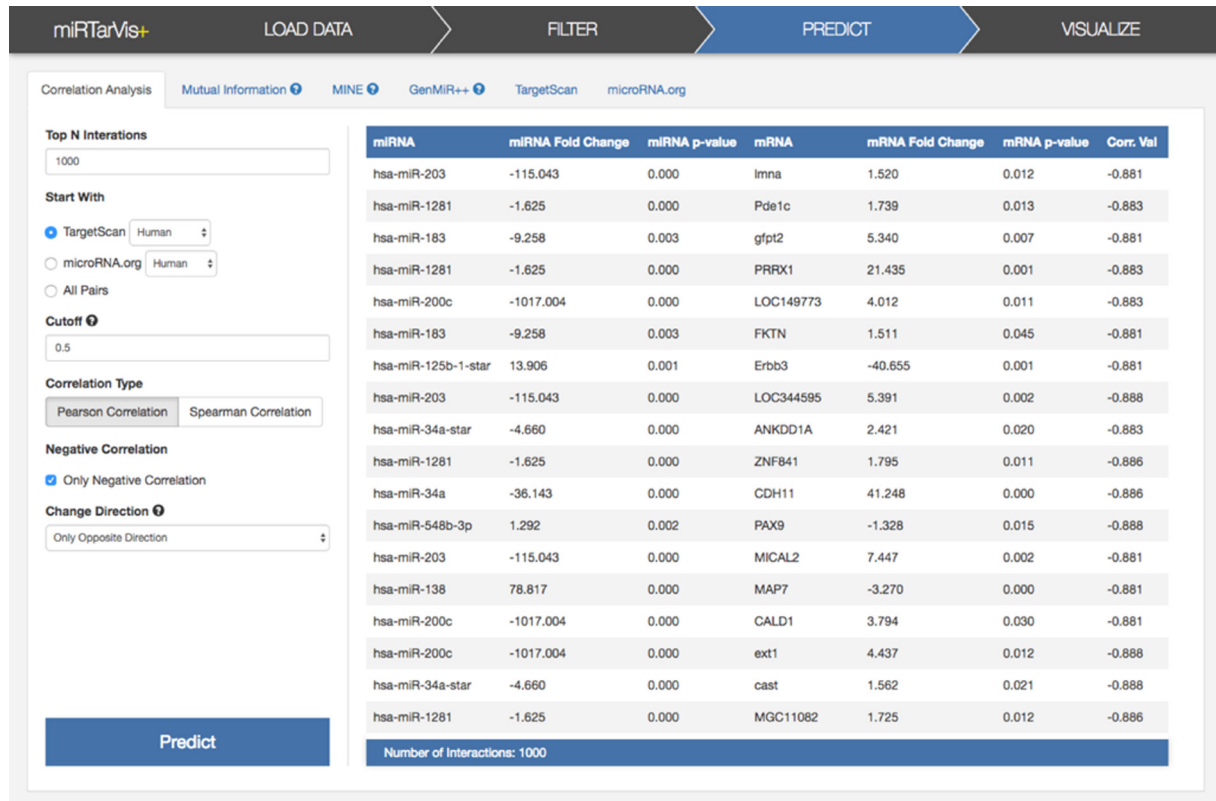 miRTarVis+ LOAD DATA FILTER PREDICT VISUALIZE
Correlation Analysis Mutual Information ? MINE ? GenMiR++ ? TargetScan microRNA.org
Top N Interations
1000
Start With
TargetScan Human
microRNA.org Human
All Pairs
Cutoff ?
0.5
Correlation Type
Pearson Correlation Spearman Correlation
Negative Correlation
Only Negative Correlation
Change Direction ?
Only Opposite Direction
Predict
miRNA miRNA Fold Change miRNA p-value mRNA mRNA Fold Change mRNA p-value Corr. Val
hsa-miR-203 -115.043 0.000 lmna 1.520 0.012 -0.881
hsa-miR-1281 -1.625 0.000 Pde1c 1.739 0.013 -0.883
hsa-miR-183 -9.258 0.003 gfpt2 5.340 0.007 -0.881
hsa-miR-1281 -1.625 0.000 PRRX1 21.435 0.001 -0.883
hsa-miR-200c -1017.004 0.000 LOC149773 4.012 0.011 -0.883
hsa-miR-183 -9.258 0.003 FKTN 1.511 0.045 -0.881
hsa-miR-125b-1-star 13.906 0.001 Erbb3 -40.655 0.001 -0.881
hsa-miR-203 -115.043 0.000 LOC344595 5.391 0.002 -0.888
hsa-miR-34a-star -4.660 0.000 ANKDD1A 2.421 0.020 -0.883
hsa-miR-1281 -1.625 0.000 ZNF841 1.795 0.011 -0.886
hsa-miR-34a -36.143 0.000 CDH11 41.248 0.000 -0.886
hsa-miR-548b-3p 1.292 0.002 PAX9 -1.328 0.015 -0.888
hsa-miR-203 -115.043 0.000 MICAL2 7.447 0.002 -0.881
hsa-miR-138 78.817 0.000 MAP7 -3.270 0.000 -0.881
hsa-miR-200c -1017.004 0.000 CALD1 3.794 0.030 -0.881
hsa-miR-200c -1017.004 0.000 ext1 4.437 0.012 -0.888
hsa-miR-34a-star -4.660 0.000 cast 1.562 0.021 -0.888
hsa-miR-1281 -1.625 0.000 MGC11082 1.725 0.012 -0.886
Number of Interactions: 1000